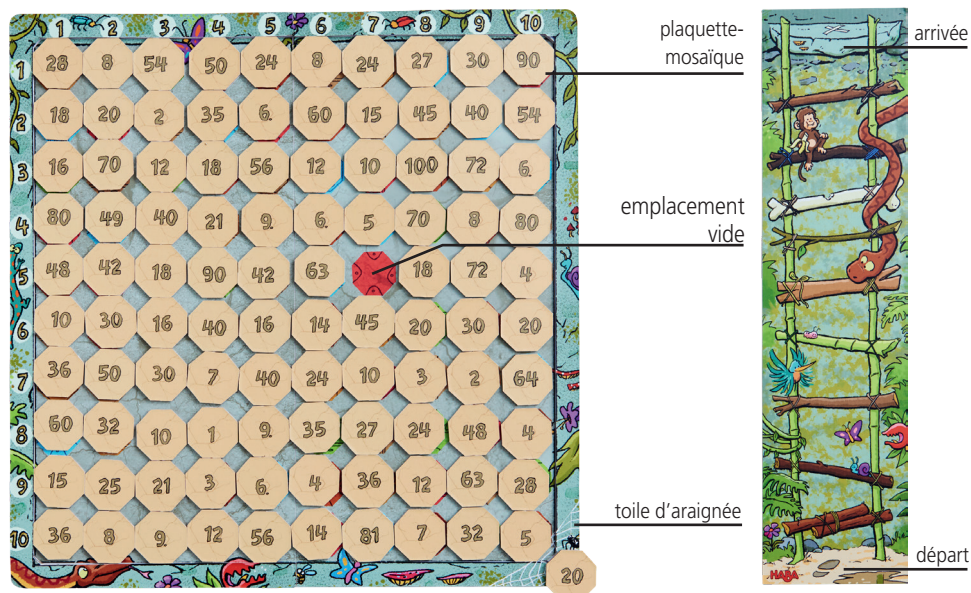 1 2 3 4 5 6 7 8 9 10
1 28 8 54 50 24 8 24 27 30 90
2 18 20 2 35 6. 60 15 45 40 54
3 16 70 12 18 56 12 10 100 72 6.
4 80 49 40 21 9. 6. 5 70 8 80
5 48 42 18 90 42 63 18 72 4
6 10 30 16 40 16 14 45 20 30 20
7 36 50 30 7 40 24 10 3 2 64
8 60 32 10 1 9. 35 27 24 48 4
9 15 25 21 3 6. 4 36 12 63 28
10 36 8 9. 12 56 14 81 7 32 5
20
plaquette-
mosaïque
emplacement
vide
toile d'araignée
arrivée
départ
HABA